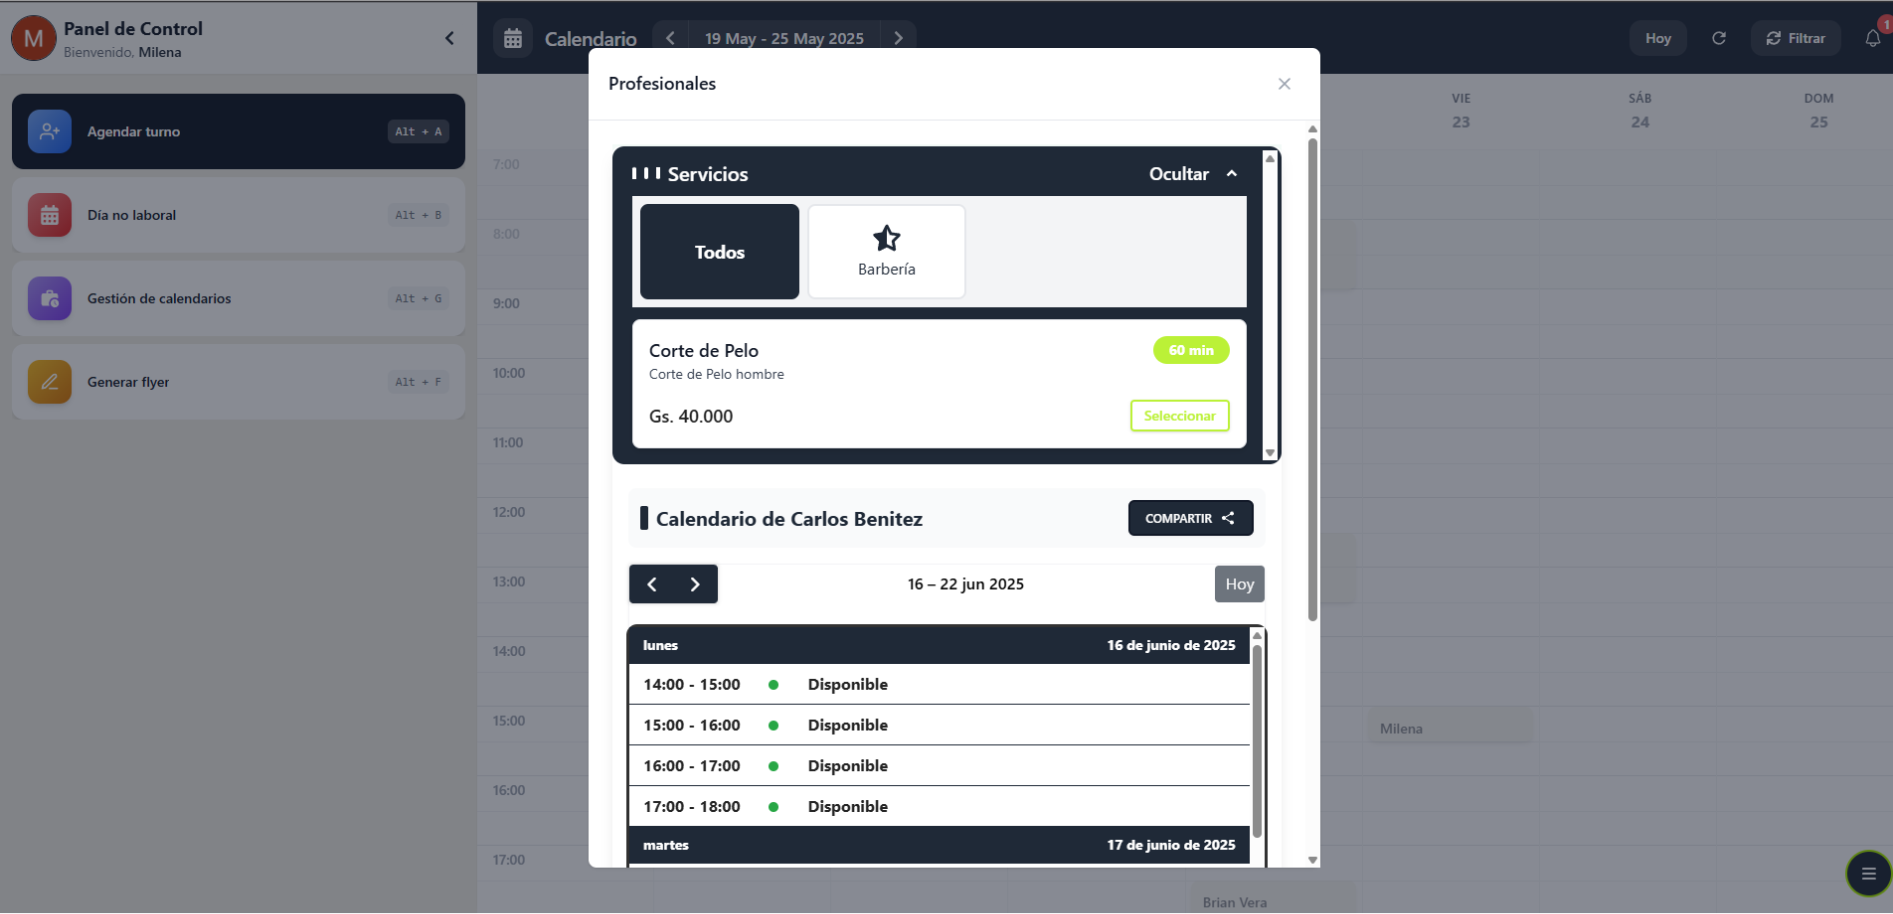 M
Panel de Control
Bienvenido, Milena
Agendar turno
Alt + A
Día no laboral
Alt + B
Gestión de calendarios
Alt + G
Generar flyer
Alt + F
Calendario
19 May - 25 May 2025
Hoy
Filtrar
1
VIE
23
SÁB
24
DOM
25
7:00
8:00
9:00
10:00
11:00
12:00
13:00
14:00
15:00
16:00
17:00
Milena
Brian Vera
Profesionales
Servicios
Ocultar
Todos
Barbería
Corte de Pelo
60 min
Corte de Pelo hombre
Gs. 40.000
Seleccionar
Calendario de Carlos Benitez
COMPARTIR
16 – 22 jun 2025
Hoy
lunes
16 de junio de 2025
14:00 - 15:00
Disponible
15:00 - 16:00
Disponible
16:00 - 17:00
Disponible
17:00 - 18:00
Disponible
martes
17 de junio de 2025